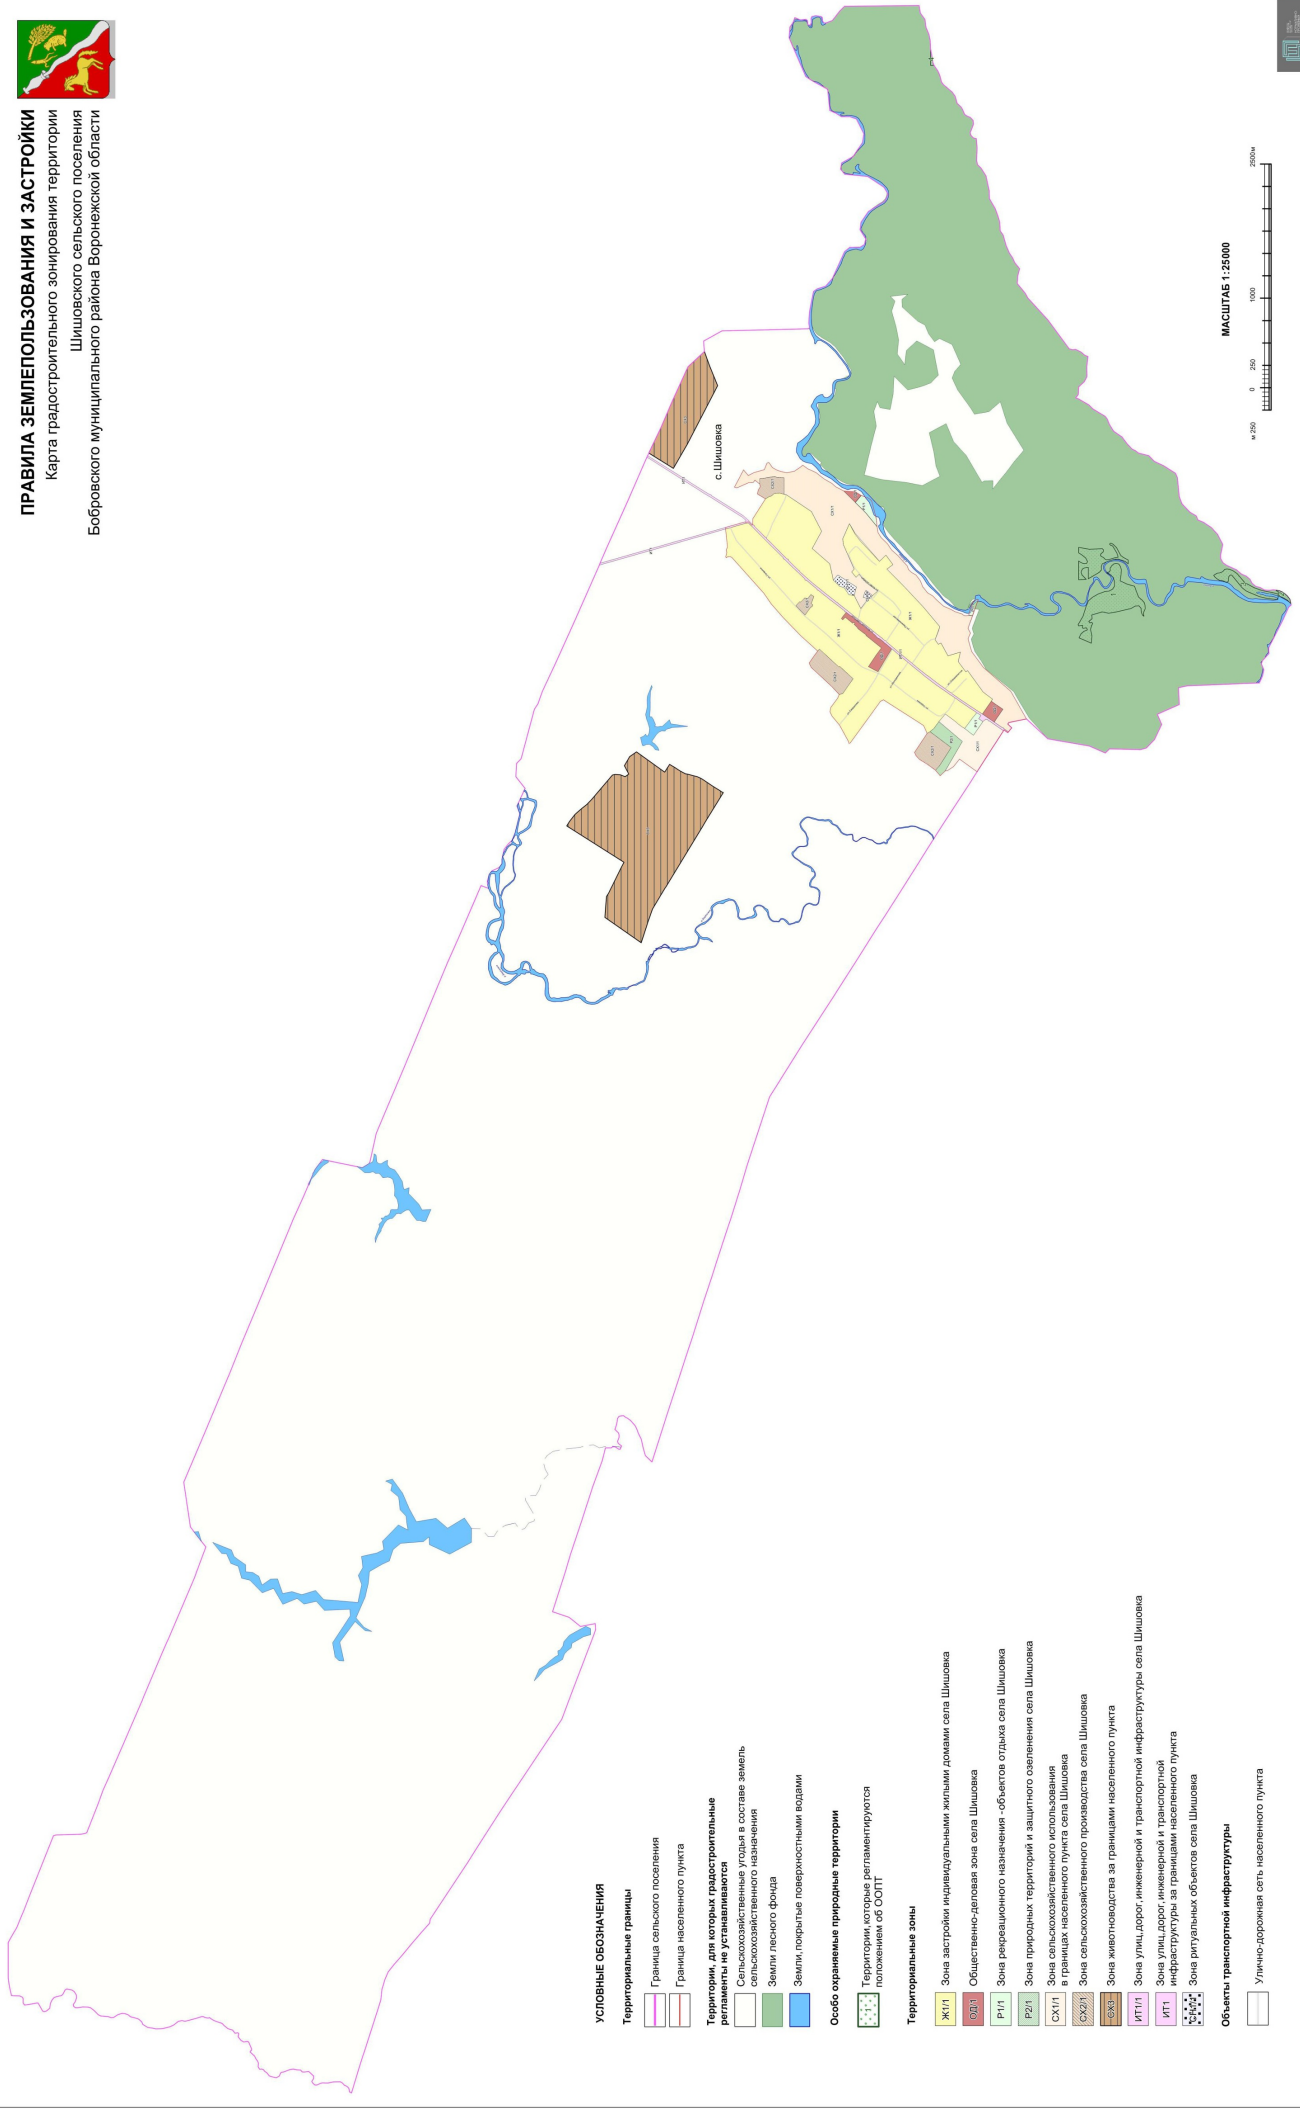 ПРАВИЛА ЗЕМЛЕПОЛЬЗОВАНИЯ И ЗАСТРОЙКИ
Карта градостроительного зонирования территории
Шишовского сельского поселения
Бобровского муниципального района Воронежской области
с. Шишовка
МАСШТАБ 1:25000
м 250
0
250
1000
2500м
УСЛОВНЫЕ ОБОЗНАЧЕНИЯ
Территориальные границы
Граница сельского поселения
Граница населенного пункта
Территории, для которых градостроительные
регламенты не устанавливаются
Сельскохозяйственные угодья в составе земель
сельскохозяйственного назначения
Земли лесного фонда
Земли, покрытые поверхностными водами
Особо охраняемые природные территории
1
Территории, которые регламентируются
положением об ООПТ
Территориальные зоны
Ж1/1 Зона застройки индивидуальными жилыми домами села Шишовка
ОД/1 Общественно-деловая зона села Шишовка
Р1/1 Зона рекреационного назначения -объектов отдыха села Шишовка
Р2/1 Зона природных территорий и защитного озеленения села Шишовка
СХ1/1 Зона сельскохозяйственного использования
в границах населенного пункта села Шишовка
СХ2/1 Зона сельскохозяйственного производства села Шишовка
СХ3 Зона животноводства за границами населенного пункта
ИТ1/1 Зона улиц,дорог,инженерной и транспортной инфраструктуры села Шишовка
ИТ1 Зона улиц,дорог,инженерной и транспортной
инфраструктуры за границами населенного пункта
Зона ритуальных объектов села Шишовка
Объекты транспортной инфраструктуры
Улично-дорожная сеть населенного пункта